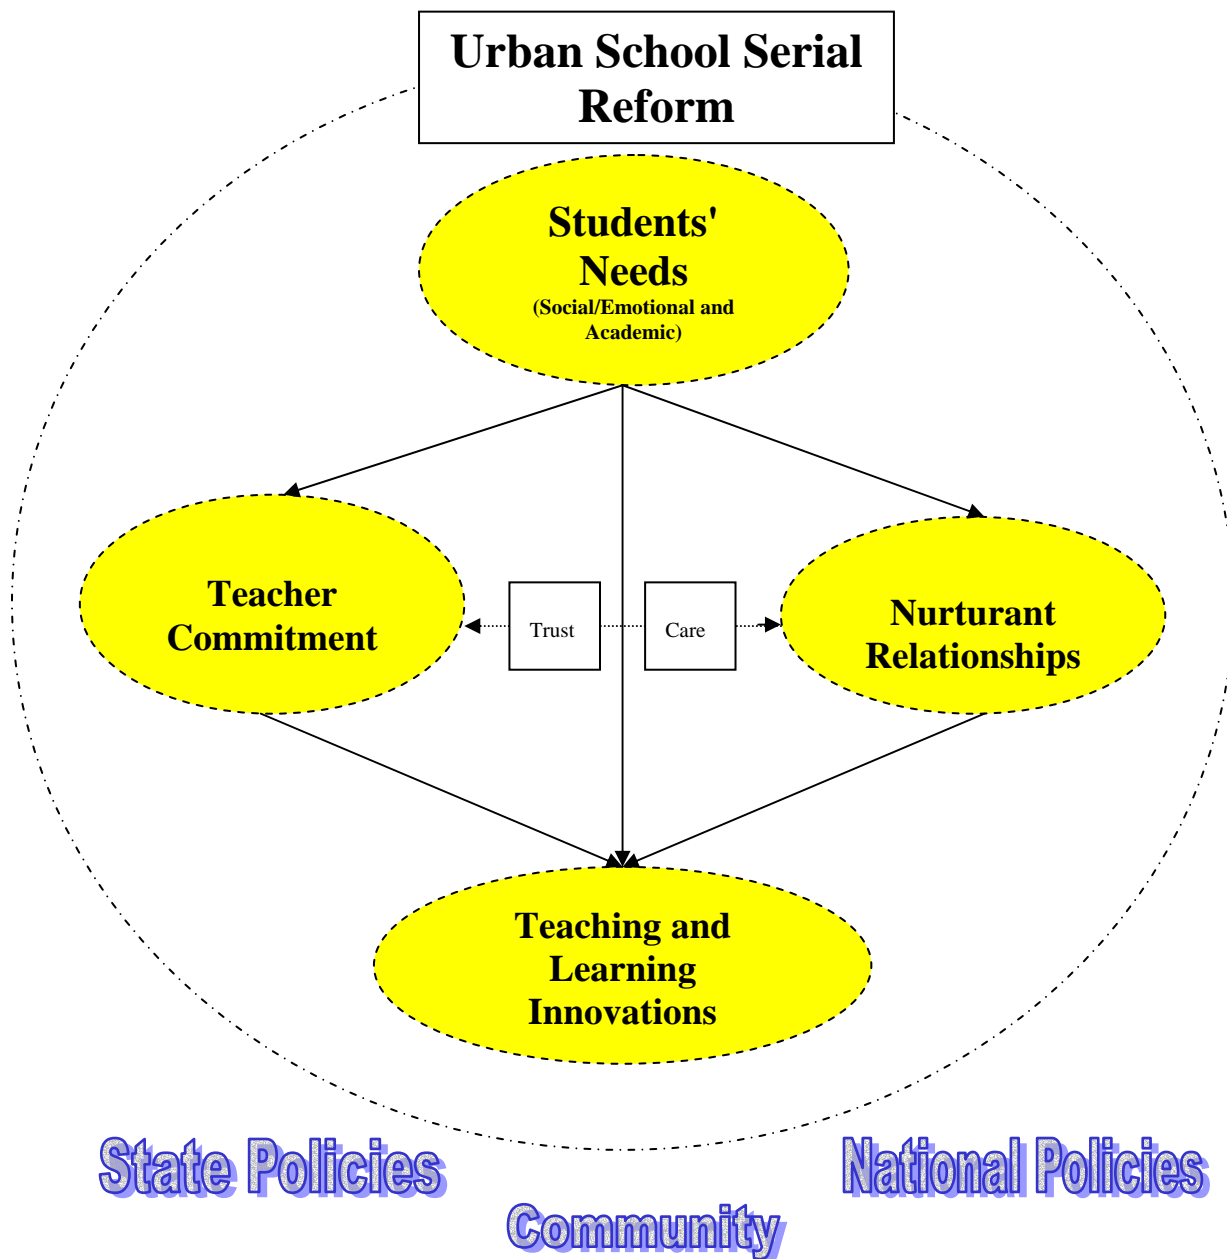 Urban School Serial
Reform
Students'
Needs
(Social/Emotional and
Academic)
Teacher
Commitment
Trust
Care
Nurturant
Relationships
Teaching and
Learning
Innovations
State Policies
National Policies
Community